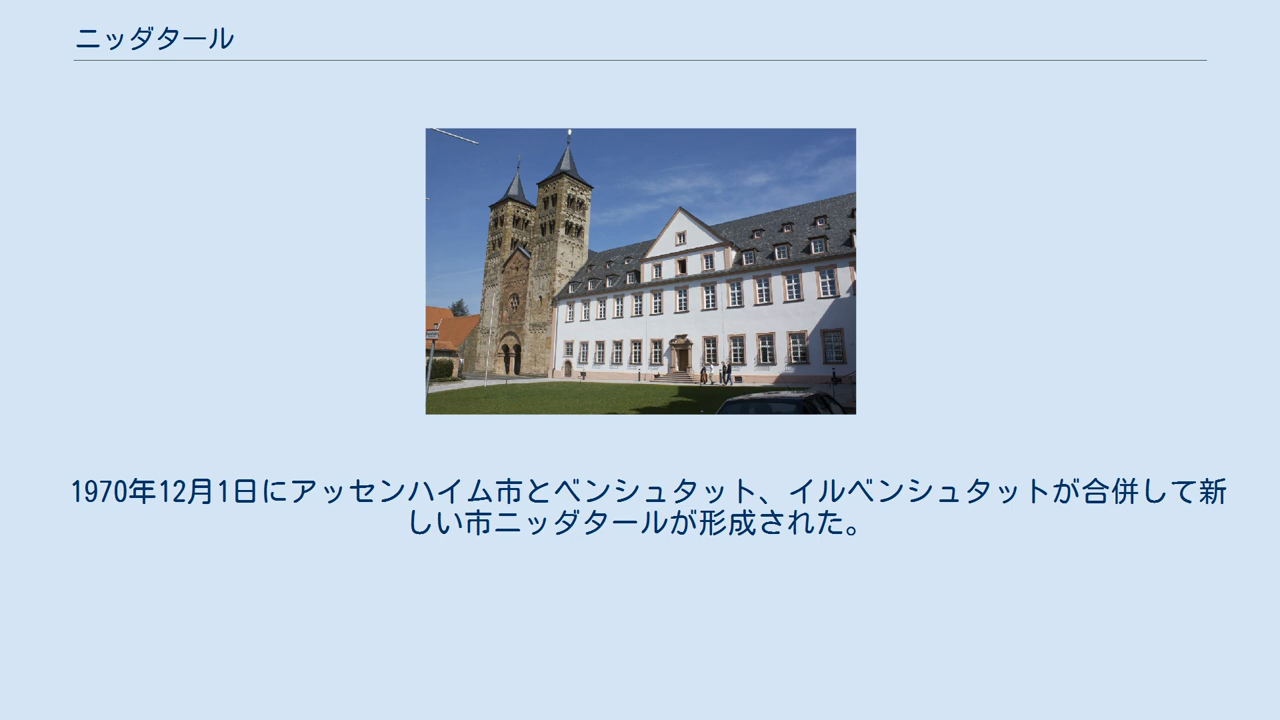 ニッダタール
1970年12月1日にアッセンハイム市とベンシュタット、イルベンシュタットが合併して新
しい市ニッダタールが形成された。